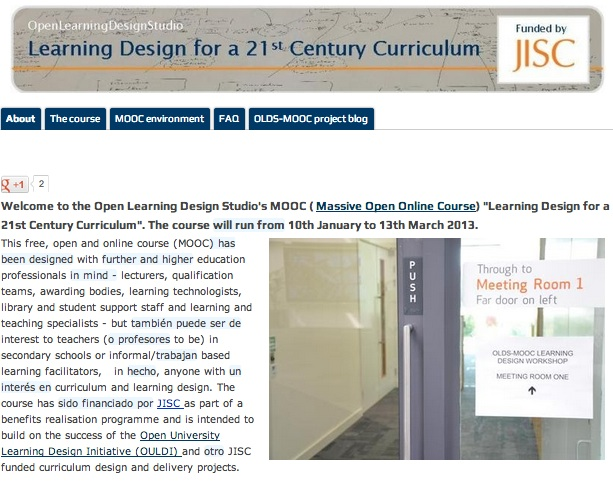 OpenLearningDesignStudio
Learning Design for a 21st Century Curriculum
Funded by
JISC
About
The course
MOOC environment
FAQ
OLDS-MOOC project blog
g +1
2
Welcome to the Open Learning Design Studio's MOOC ( Massive Open Online Course) "Learning Design for a
21st Century Curriculum". The course will run from 10th January to 13th March 2013.
This free, open and online course (MOOC) has
been designed with further and higher education
professionals in mind - lecturers, qualification
teams, awarding bodies, learning technologists,
library and student support staff and learning and
teaching specialists - but también puede ser de
interest to teachers (o profesores to be) in
secondary schools or informal/trabajan based
learning facilitators, in hecho, anyone with un
interés en curriculum and learning design. The
course has sido financiado por JISC as part of a
benefits realisation programme and is intended to
build on the success of the Open University
Learning Design Initiative (OULDI) and otro JISC
funded curriculum design and delivery projects.
PUSH
Through to
Meeting Room 1
Far door on left
OLDS-MOOC LEARNING
DESIGN WORKSHOP
MEETING ROOM ONE